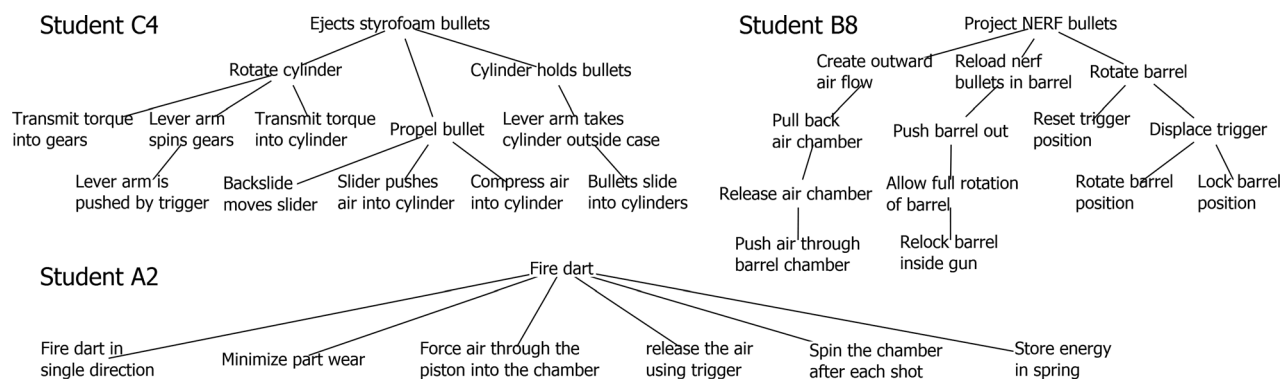 Student C4
Ejects styrofoam bullets
Rotate cylinder
Cylinder holds bullets
Transmit torque
into gears
Lever arm
spins gears
Transmit torque
into cylinder
Propel bullet
Lever arm takes
cylinder outside case
Lever arm is
pushed by trigger
Backslide
moves slider
Slider pushes
air into cylinder
Compress air
into cylinder
Bullets slide
into cylinders
Student B8
Project NERF bullets
Create outward
air flow
Reload nerf
bullets in barrel
Rotate barrel
Pull back
air chamber
Push barrel out
Reset trigger
position
Displace trigger
Release air chamber
Allow full rotation
of barrel
Rotate barrel
position
Lock barrel
position
Push air through
barrel chamber
Relock barrel
inside gun
Student A2
Fire dart
Fire dart in
single direction
Minimize part wear
Force air through the
piston into the chamber
release the air
using trigger
Spin the chamber
after each shot
Store energy
in spring